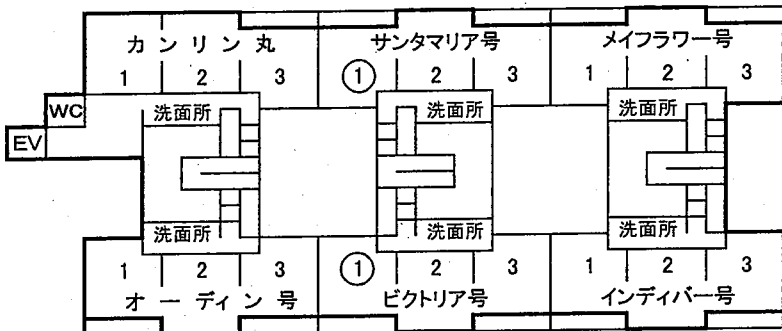 カンリン丸 サンタマリア号 メイフラワー号
1 2 3 ① 2 3 1 2 3
WC 洗面所 洗面所 洗面所
EV
洗面所 洗面所 洗面所
1 2 3 ① 2 3 1 2 3
オーディン号 ビクトリア号 インディバー号